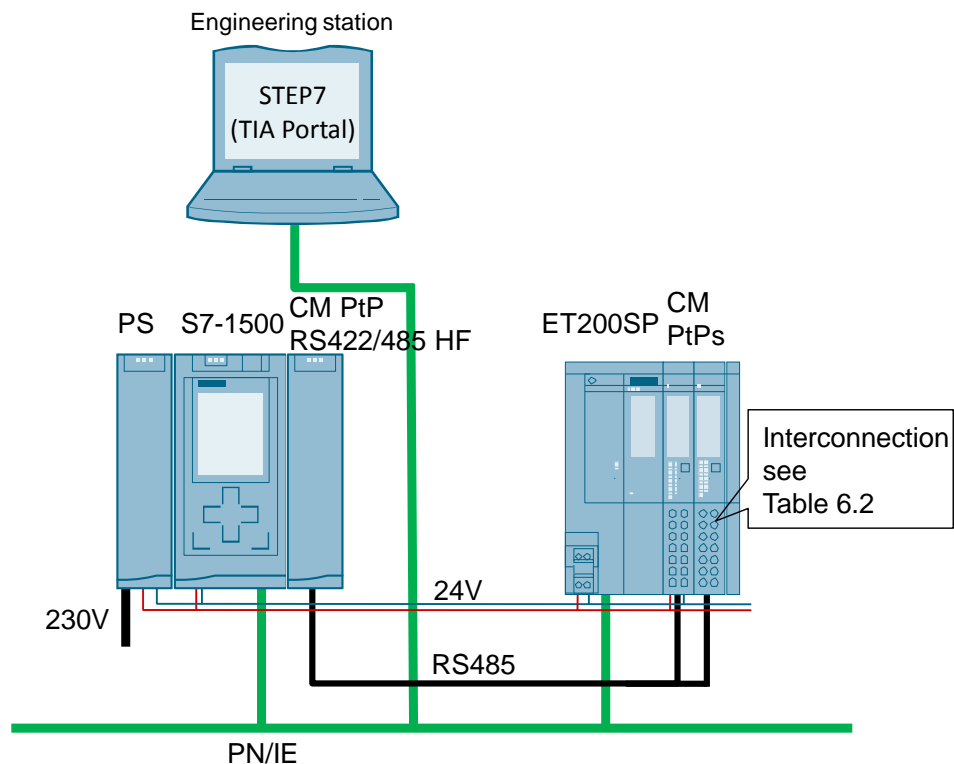 Engineering station
STEP7
(TIA Portal)
PS
S7-1500
CM PtP
RS422/485 HF
ET200SP
CM
PtPs
Interconnection
see
Table 6.2
24V
230V
RS485
PN/IE